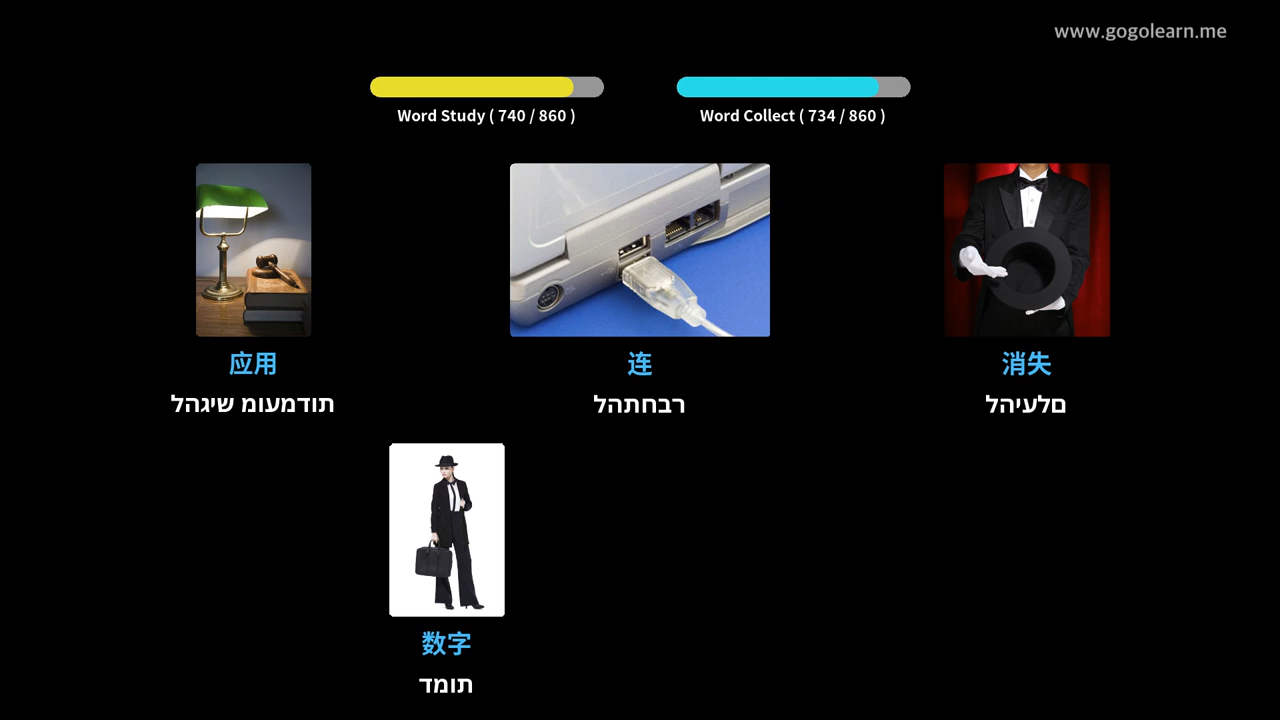 www.gogolearn.me
Word Study ( 740 / 860 )
Word Collect ( 734 / 860 )
应用
תודמעומ שיגהל
连
רבחתהל
消失
םלעיהל
数字
תומד